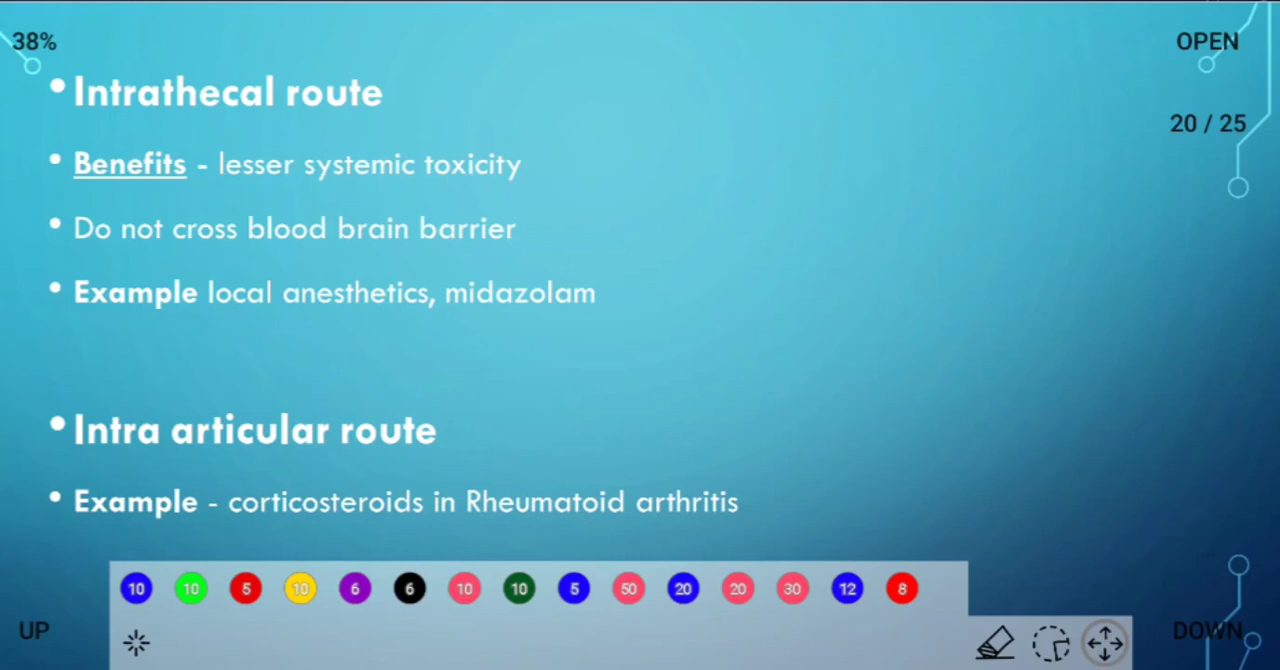 38%
OPEN
• Intrathecal route
20 / 25
• Benefits - lesser systemic toxicity
• Do not cross blood brain barrier
• Example local anesthetics, midazolam
• Intra articular route
• Example - corticosteroids in Rheumatoid arthritis
10 10 5 10 6 6 10 10 5 50 20 20 30 12 8
UP
DOWN